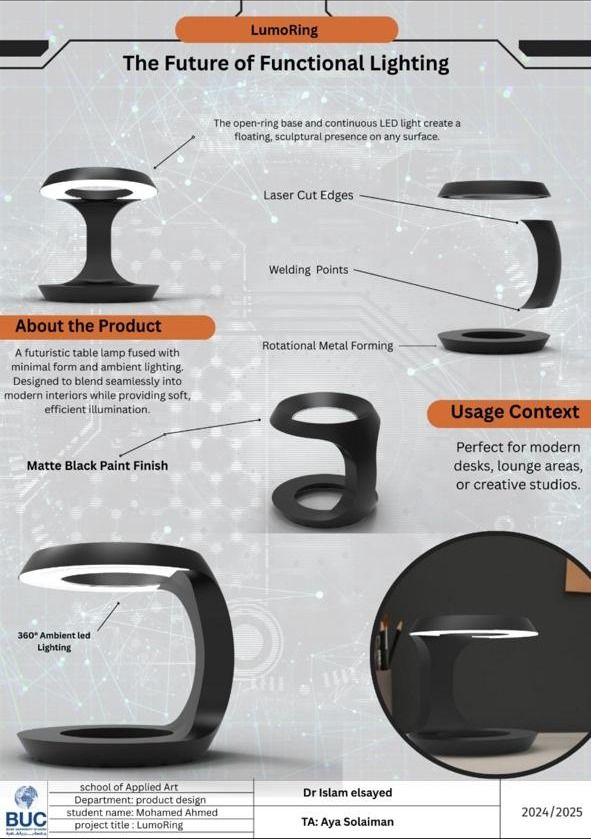 LumoRing
The Future of Functional Lighting
The open-ring base and continuous LED light create a
floating, sculptural presence on any surface.
Laser Cut Edges
Welding Points
Rotational Metal Forming
About the Product
A futuristic table lamp fused with
minimal form and ambient lighting.
Designed to blend seamlessly into
modern interiors while providing soft,
efficient illumination.
Matte Black Paint Finish
Usage Context
Perfect for modern
desks, lounge areas,
or creative studios.
360° Ambient led
Lighting
BUC
school of Applied Art
Department: product design
student name: Mohamed Ahmed
project title : LumoRing
Dr Islam elsayed
TA: Aya Solaiman
2024/2025